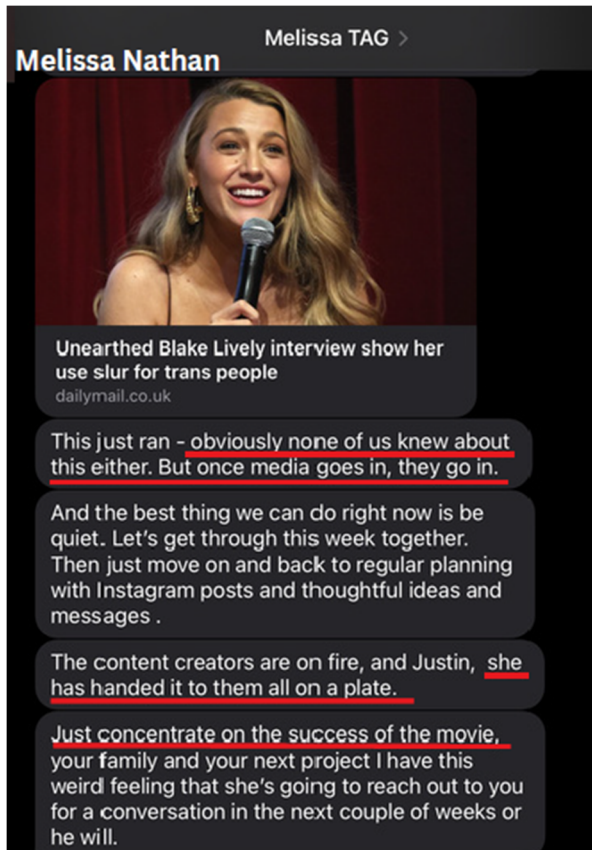 Melissa TAG >
Melissa Nathan
Unearthed Blake Lively interview show her
use slur for trans people
dailymail.co.uk
This just ran - obviously none of us knew about
this either. But once media goes in, they go in.
And the best thing we can do right now is be
quiet. Let's get through this week together.
Then just move on and back to regular planning
with Instagram posts and thoughtful ideas and
messages .
The content creators are on fire, and Justin, she
has handed it to them all on a plate.
Just concentrate on the success of the movie,
your family and your next project I have this
weird feeling that she's going to reach out to you
for a conversation in the next couple of weeks or
he will.